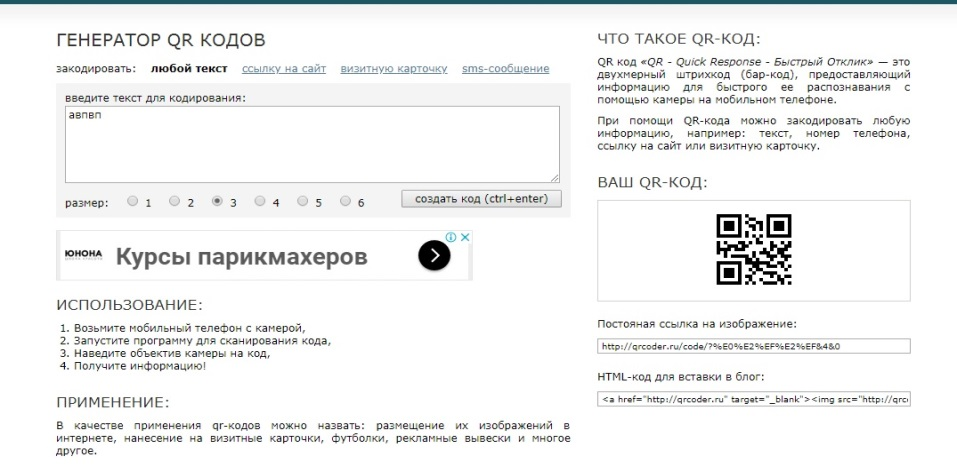 ГЕНЕРАТОР QR КОДОВ
закодировать: любой текст ссылку на сайт визитную карточку sms-сообщение
введите текст для кодирования:
авпвп
размер: 1 2 3 4 5 6 создать код (ctrl+enter)
ЮНОНА
Курсы парикмахеров
ИСПОЛЬЗОВАНИЕ:
1. Возьмите мобильный телефон с камерой,
2. Запустите программу для сканирования кода,
3. Наведите объектив камеры на код,
4. Получите информацию!
ПРИМЕНЕНИЕ:
В качестве применения qr-кодов можно назвать: размещение их изображений в
интернете, нанесение на визитные карточки, футболки, рекламные вывески и многое
другое.
ЧТО ТАКОЕ QR-КОД:
QR код «QR - Quick Response - Быстрый Отклик» — это
двухмерный штрихкод (бар-код), предоставляющий
информацию для быстрого ее распознавания с
помощью камеры на мобильном телефоне.
При помощи QR-кода можно закодировать любую
информацию, например: текст, номер телефона,
ссылку на сайт или визитную карточку.
ВАШ QR-КОД:
Постояная ссылка на изображение:
http://qrcoder.ru/code/?%E0%E2%EF%E2%EF&4&0
HTML-код для вставки в блог:
<a href="http://qrcoder.ru" target="_blank"><img src="http://qrcc